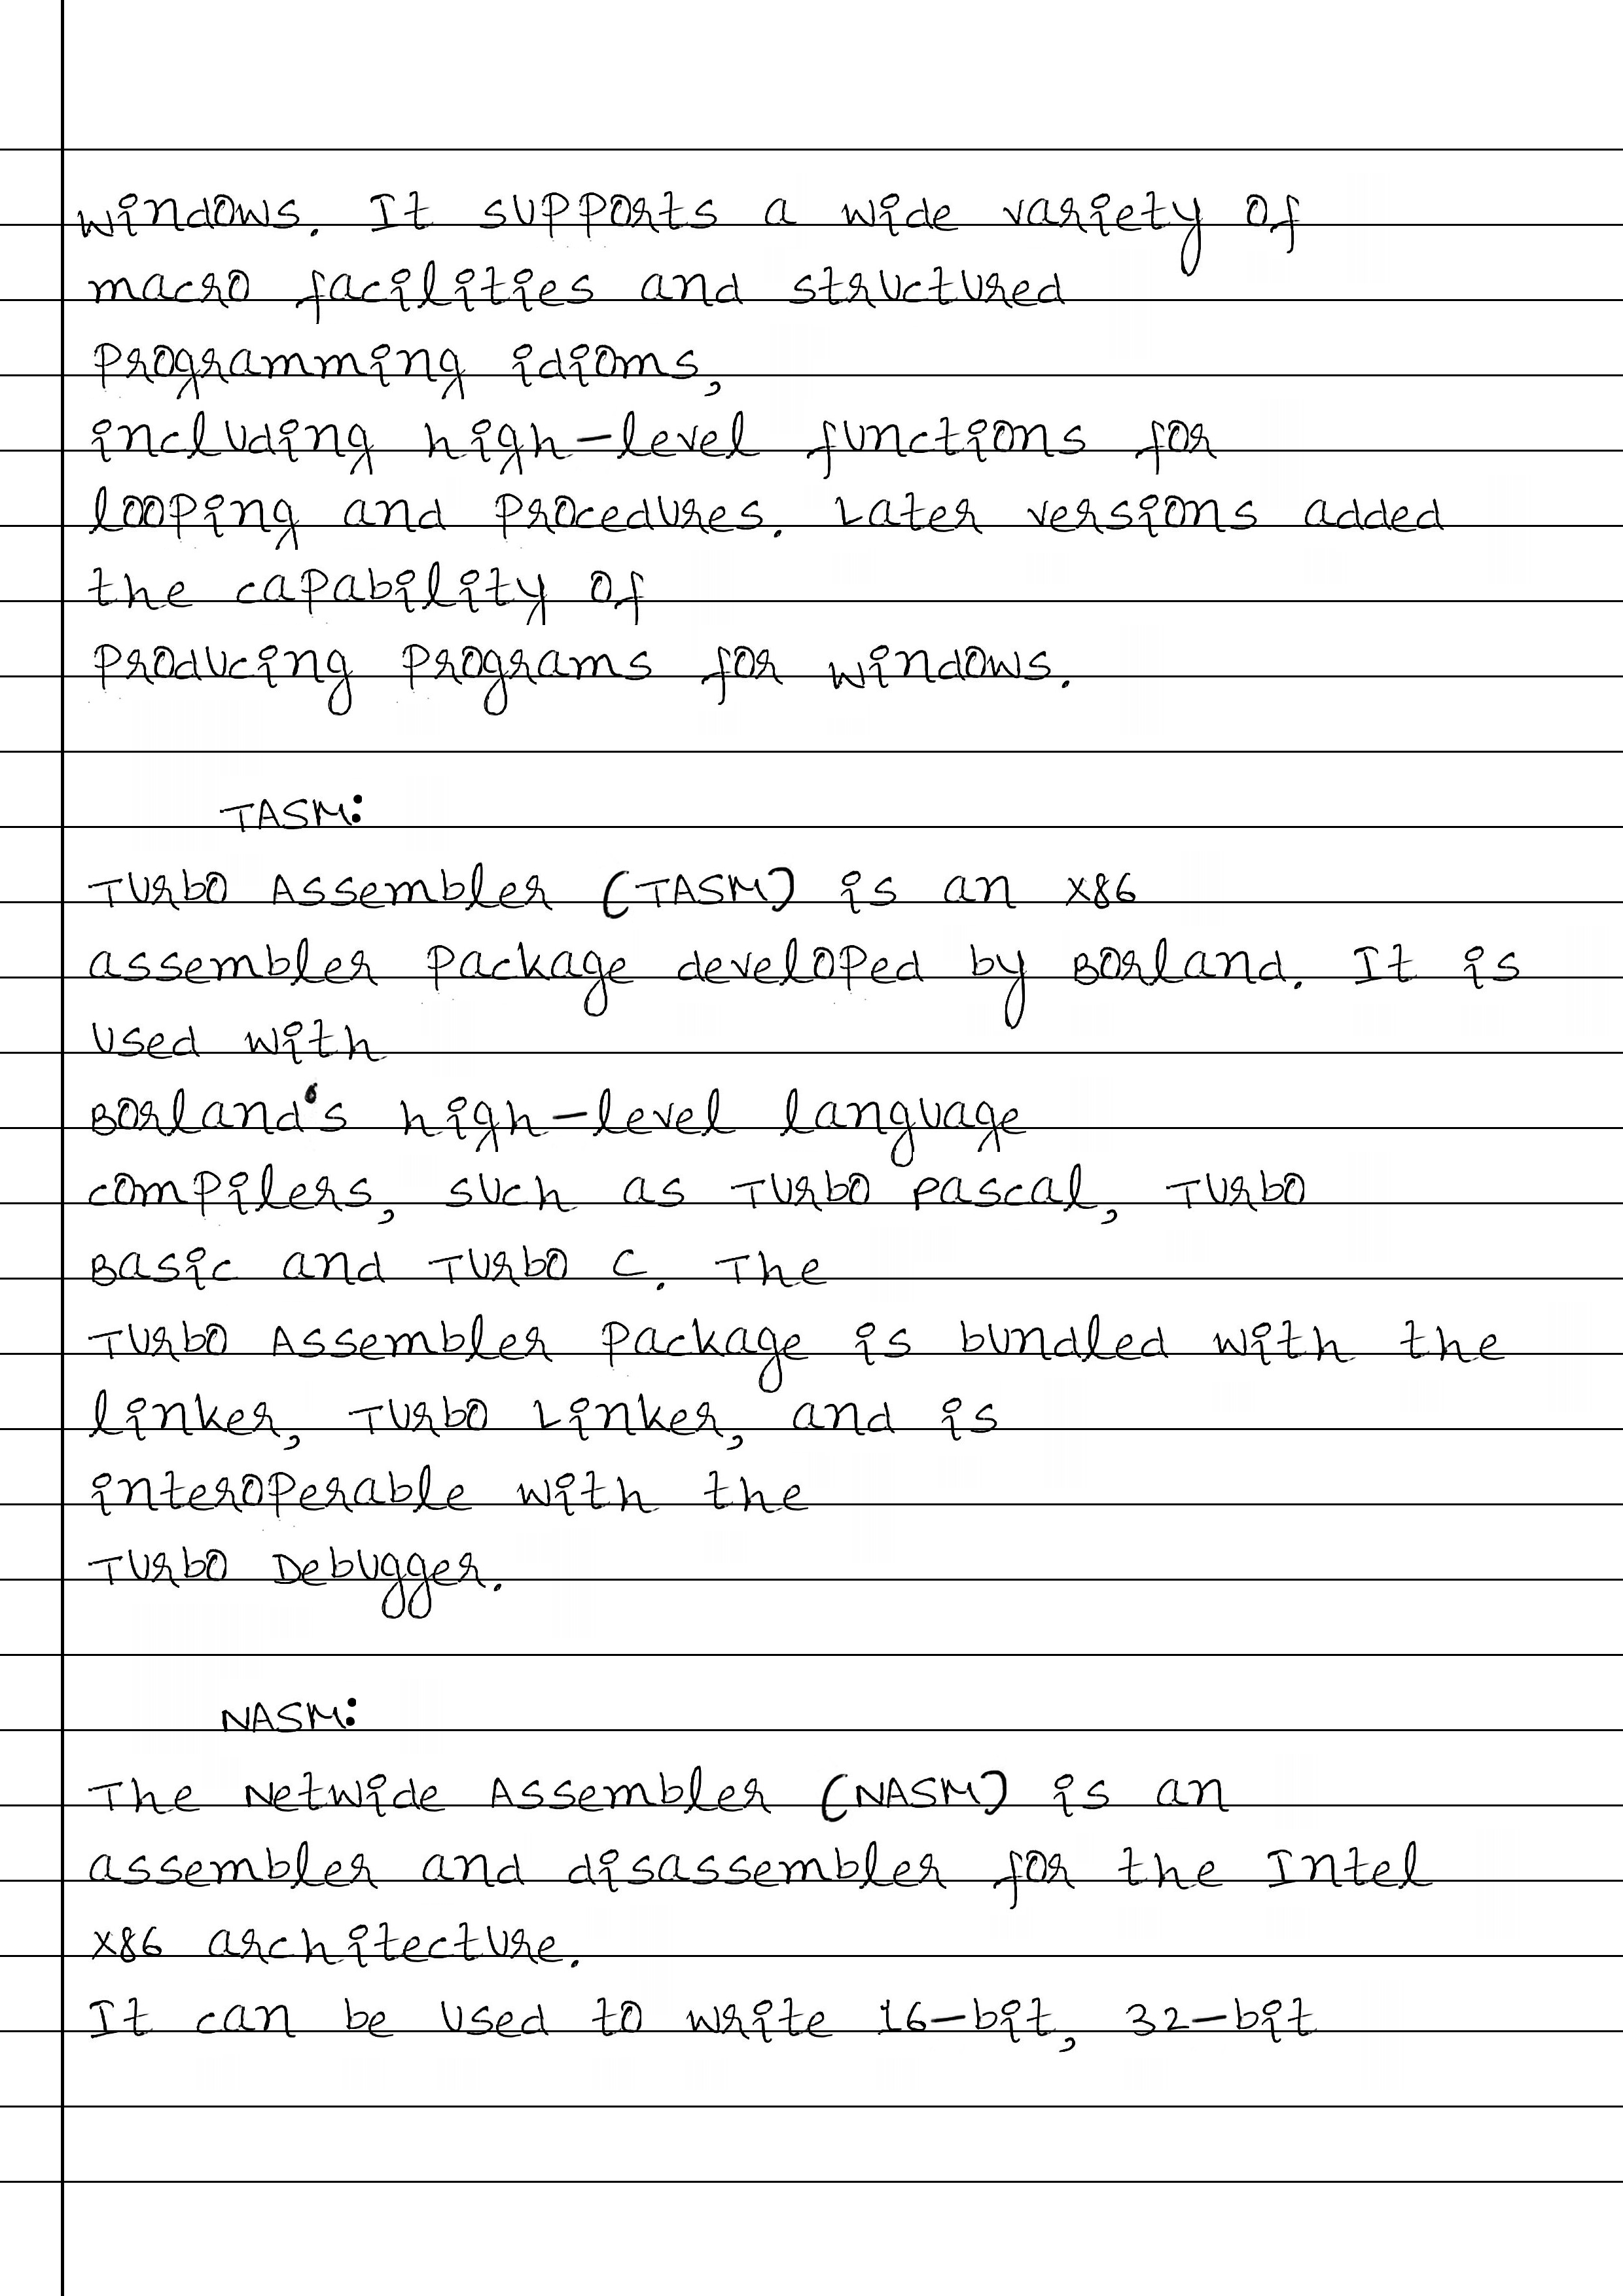 Windows. It supports a wide variety of
macro facilities and structured
programming idioms,
including high-level functions for
looping and procedures. Later versions added
the capability of
producing programs for Windows.
TASM:
Turbo Assembler (TASM) is an x86
assembler package developed by Borland. It is
used with
Borland's high-level language
compilers, such as Turbo Pascal, Turbo
Basic and Turbo C. The
Turbo Assembler package is bundled with the
linker, Turbo Linker, and is
interoperable with the
Turbo Debugger.
NASM:
The Netwide Assembler (NASM) is an
assembler and disassembler for the Intel
x86 architecture.
It can be used to write 16-bit, 32-bit